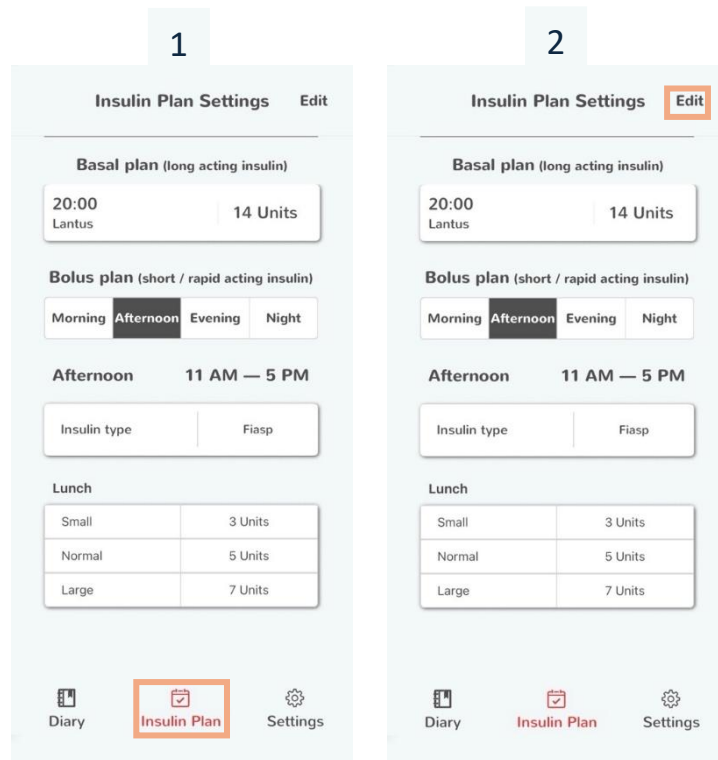 1
Insulin Plan Settings Edit
Basal plan (long acting insulin)
20:00
Lantus
14 Units
Bolus plan (short / rapid acting insulin)
Morning Afternoon Evening Night
Afternoon 11 AM — 5 PM
Insulin type Fiasp
Lunch
Small 3 Units
Normal 5 Units
Large 7 Units
Diary Insulin Plan Settings
2
Insulin Plan Settings Edit
Basal plan (long acting insulin)
20:00
Lantus
14 Units
Bolus plan (short / rapid acting insulin)
Morning Afternoon Evening Night
Afternoon 11 AM — 5 PM
Insulin type Fiasp
Lunch
Small 3 Units
Normal 5 Units
Large 7 Units
Diary Insulin Plan Settings